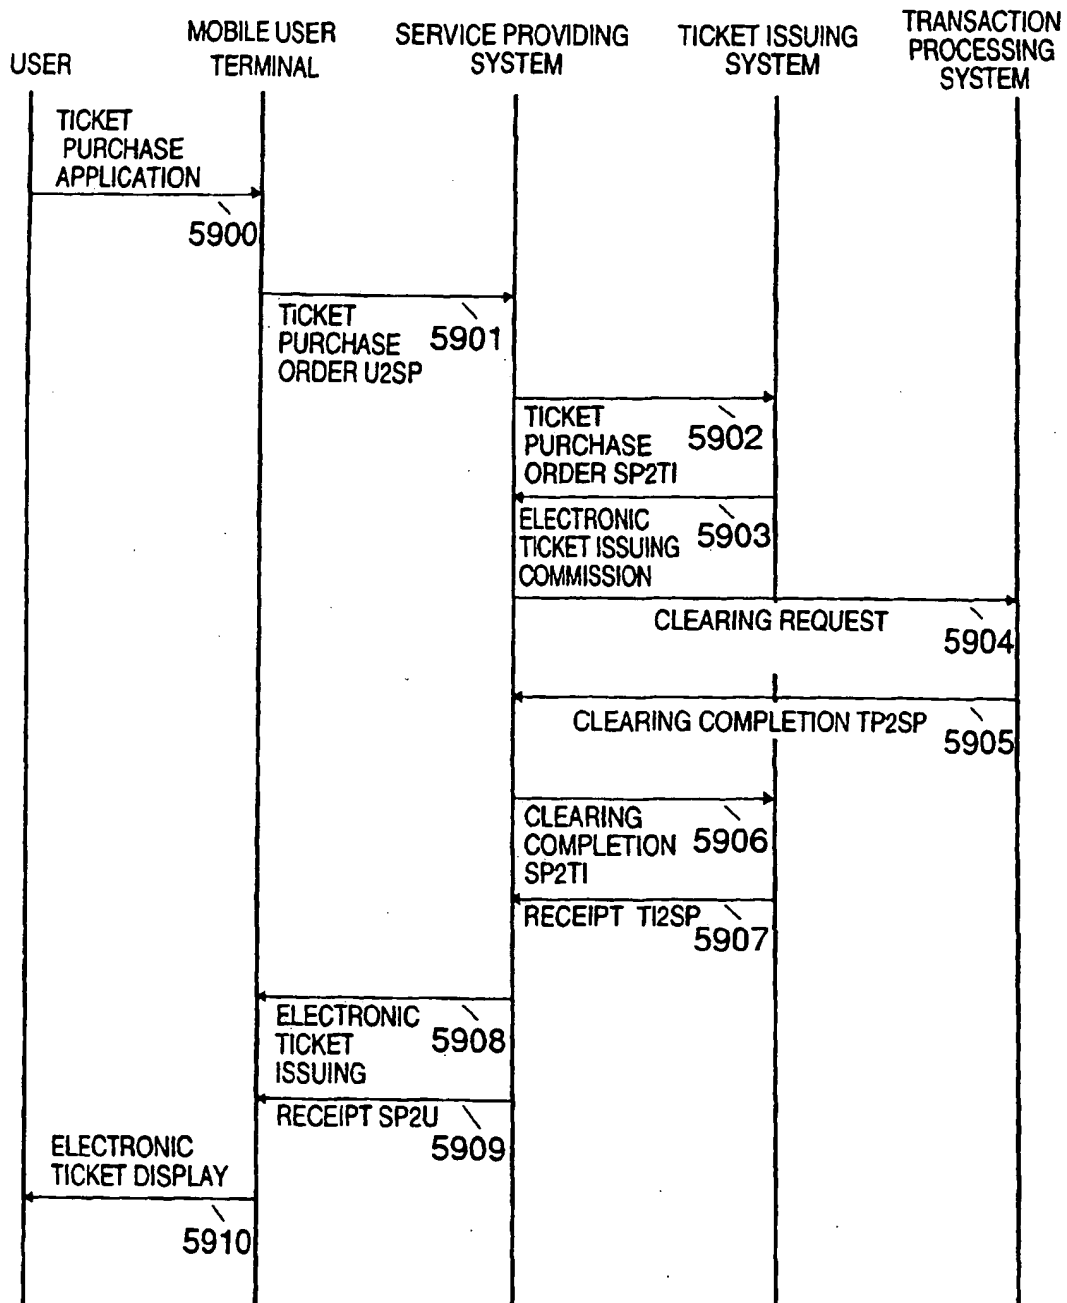 USER
MOBILE USER
TERMINAL
SERVICE PROVIDING
SYSTEM
TICKET ISSUING
SYSTEM
TRANSACTION
PROCESSING
SYSTEM
TICKET
PURCHASE
APPLICATION
5900
TICKET
PURCHASE
ORDER U2SP
5901
TICKET
PURCHASE
ORDER SP2TI
5902
ELECTRONIC
TICKET ISSUING
COMMISSION
5903
CLEARING REQUEST
5904
CLEARING COMPLETION TP2SP
5905
CLEARING
COMPLETION
SP2TI
5906
RECEIPT TI2SP
5907
ELECTRONIC
TICKET
ISSUING
5908
RECEIPT SP2U
5909
ELECTRONIC
TICKET DISPLAY
5910